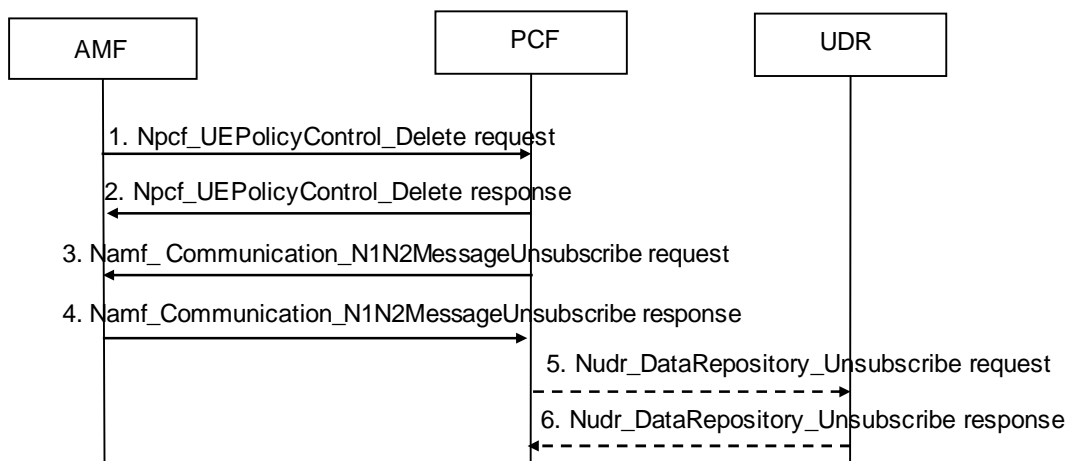 AMF
PCF
UDR
1. Npcf_UEPolicyControl_Delete request
2. Npcf_UEPolicyControl_Delete response
3. Namf_ Communication_N1N2MessageUnsubscribe request
4. Namf_Communication_N1N2MessageUnsubscribe response
5. Nudr_DataRepository_Unsubscribe request
6. Nudr_DataRepository_Unsubscribe response